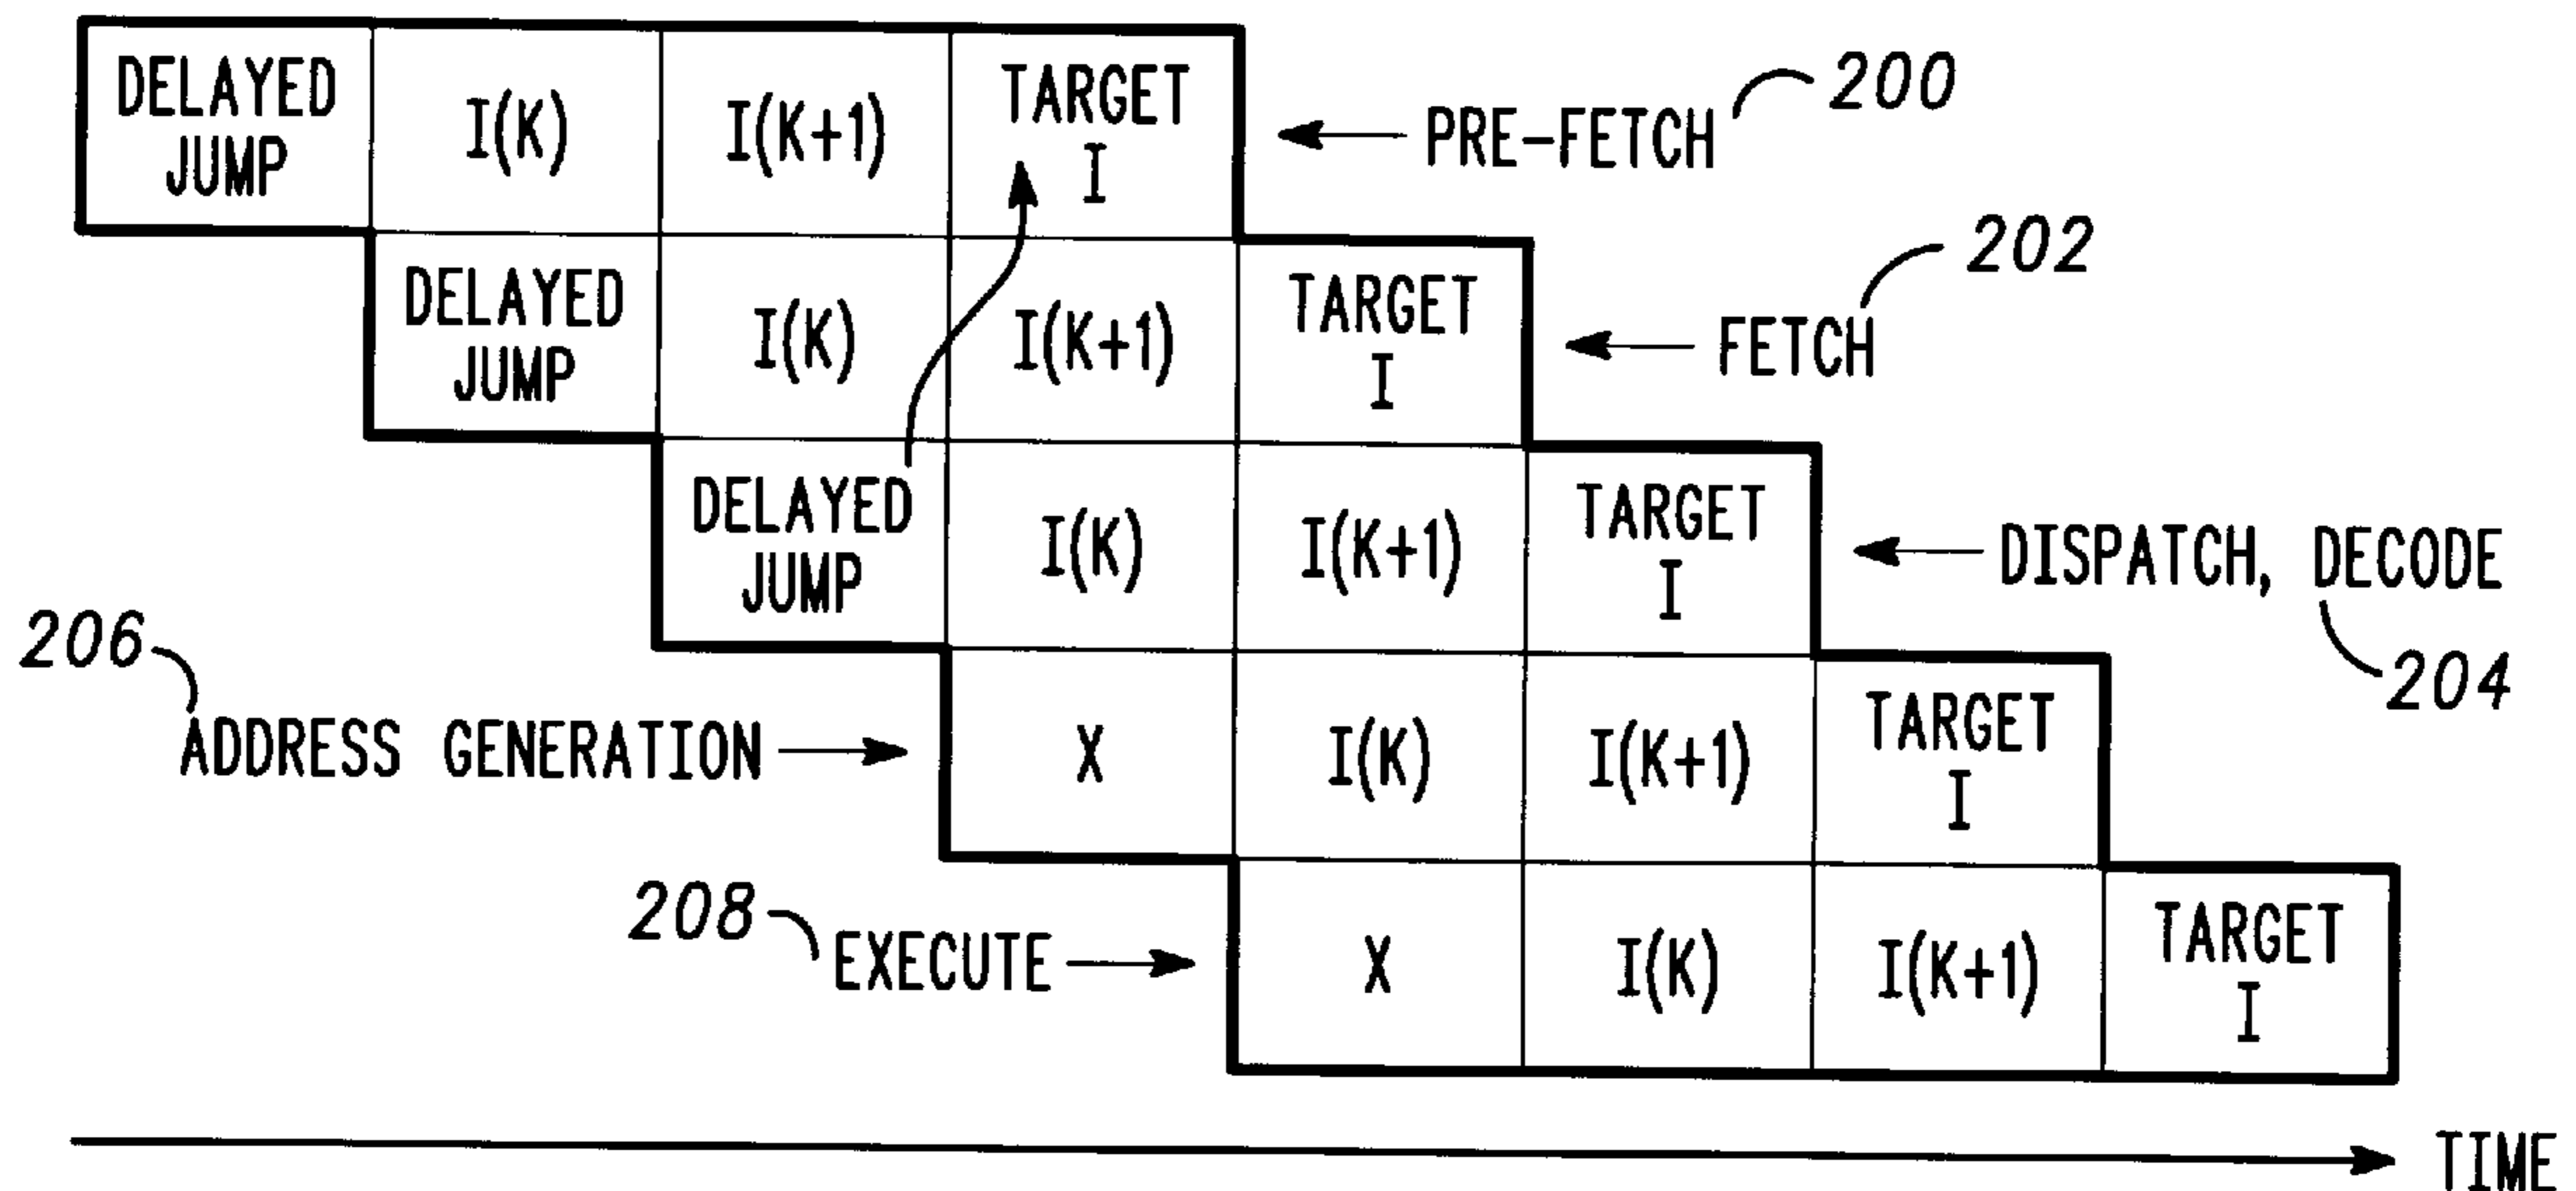 DELAYED JUMP I(K) I(K+1) TARGET I PRE-FETCH 200
DELAYED JUMP I(K) I(K+1) TARGET I FETCH 202
DELAYED JUMP I(K) I(K+1) TARGET I DISPATCH, DECODE 204
206 ADDRESS GENERATION X I(K) I(K+1) TARGET I
208 EXECUTE X I(K) I(K+1) TARGET I
TIME